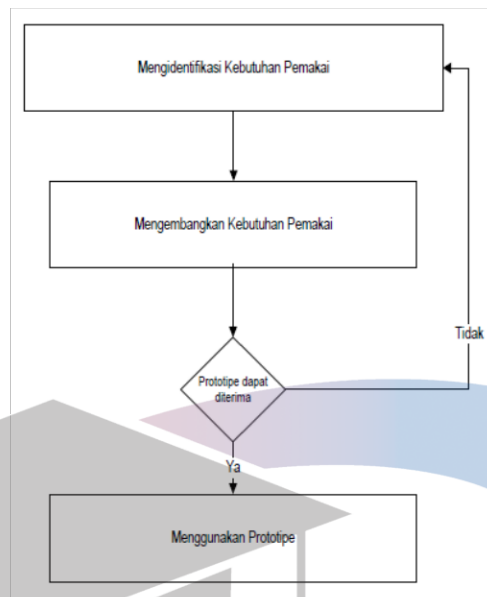 Mengidentifikasi Kebutuhan Pemakai
Mengembangkan Kebutuhan Pemakai
Tidak
Prototipe dapat
diterima
Ya
Menggunakan Prototipe